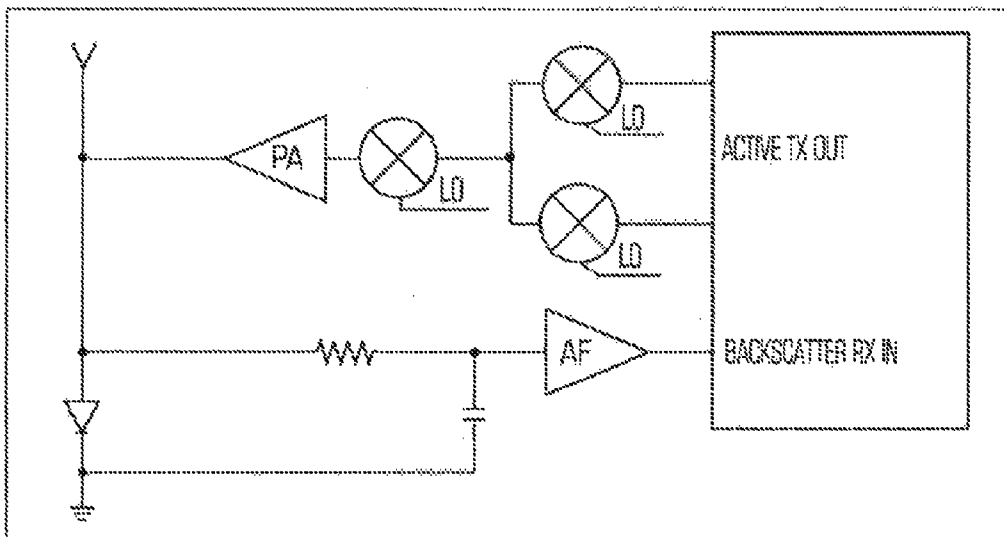 LO
ACTIVE TX OUT
PA
LO
LO
AF
BACKSCATTER RX IN